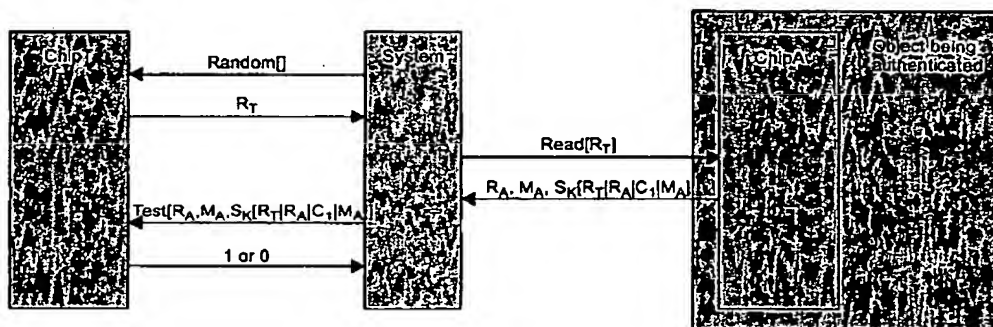 Chip
System
ChipA
Object being
authenticated
Random[]
R_T
Read[R_T]
R_A, M_A, S_K[R_T|R_A|C_1|M_A]
Test[R_A, M_A, S_K[R_T|R_A|C_1|M_A
1 or 0